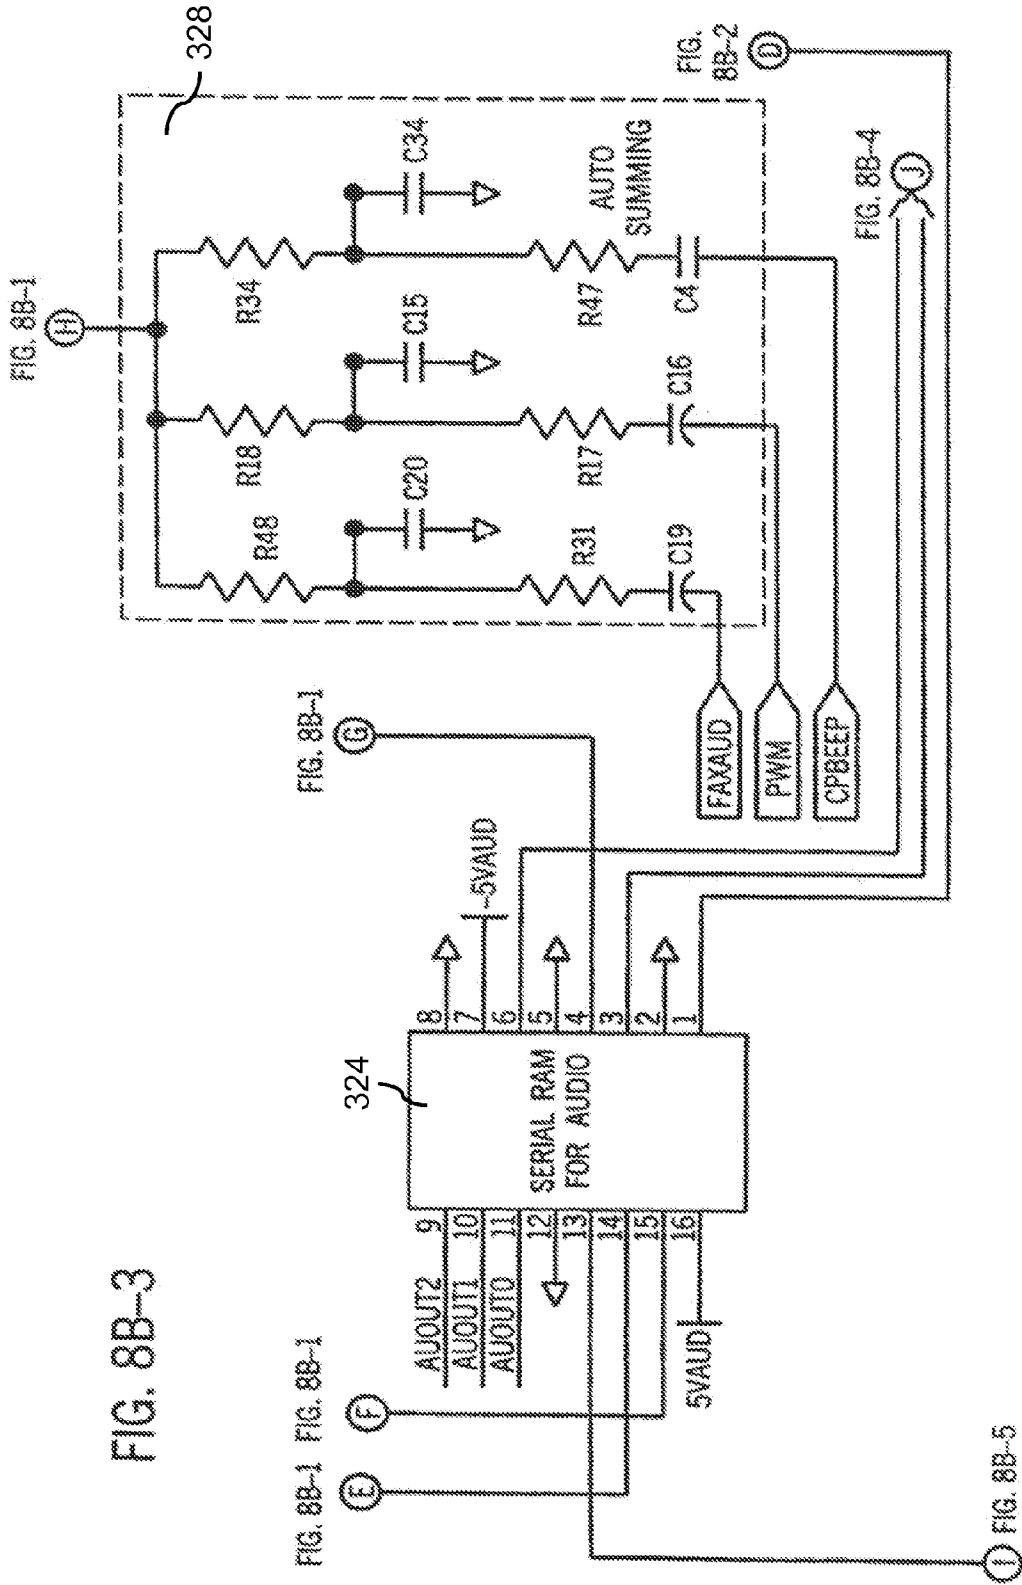 FIG. 8B-3
FIG. 8B-1
E
FIG. 8B-1
F
I
FIG. 8B-5
AUOUT2
AUOUT1
AUOUT0
5VAUD
9
10
11
12
13
14
15
16
324
SERIAL RAM
FOR AUDIO
8
7
6
5
4
3
2
1
-5VAUD
FIG. 8B-1
G
FAXAUD
PWM
CPBEEP
FIG. 8B-1
H
328
R48
R18
R34
C20
C15
C34
R31
R17
R47
C19
C16
C4
AUTO
SUMMING
FIG. 8B-4
J
FIG.
8B-2
D